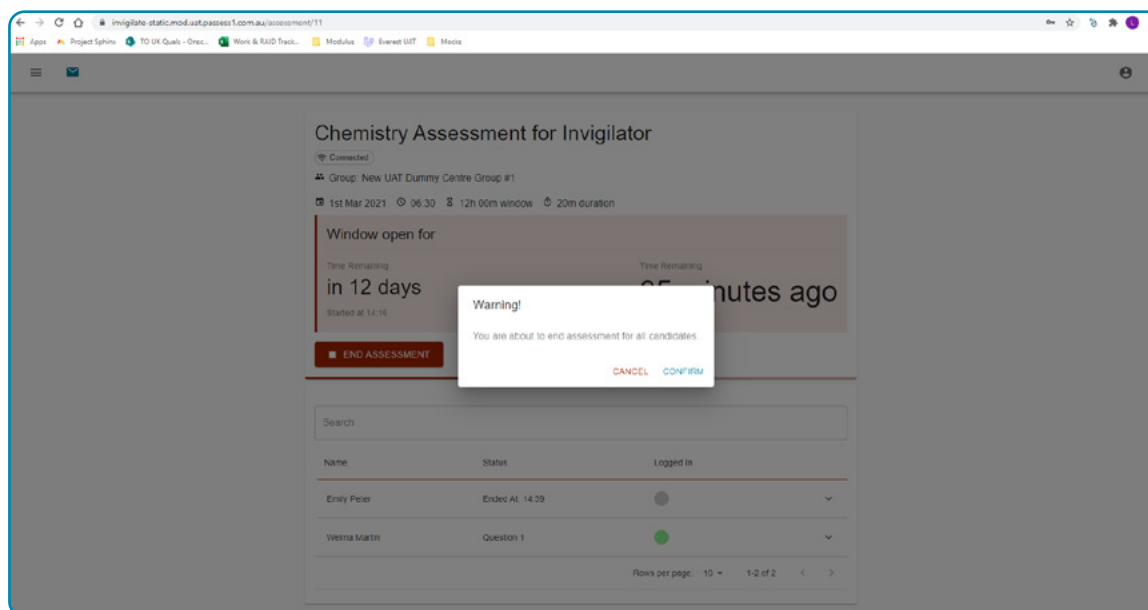 invigilate-static.mod.uat.passess1.com.au/assessment/11
Apps Project Sphinx TO UK Quals - Onec... Work & RAID Track... Modulus Everest UAT Mocks
Chemistry Assessment for Invigilator
Connected
Group: New UAT Dummy Centre Group #1
1st Mar 2021 06:30 12h 00m window 20m duration
Window open for
Time Remaining Time Remaining
in 12 days nutes ago
Started at 14:16
Warning!
You are about to end assessment for all candidates.
CANCEL CONFIRM
END ASSESSMENT
Search
Name Status Logged In
Emily Peter Ended At 14:39
Welma Martin Question 1
Rows per page: 10 1-2 of 2